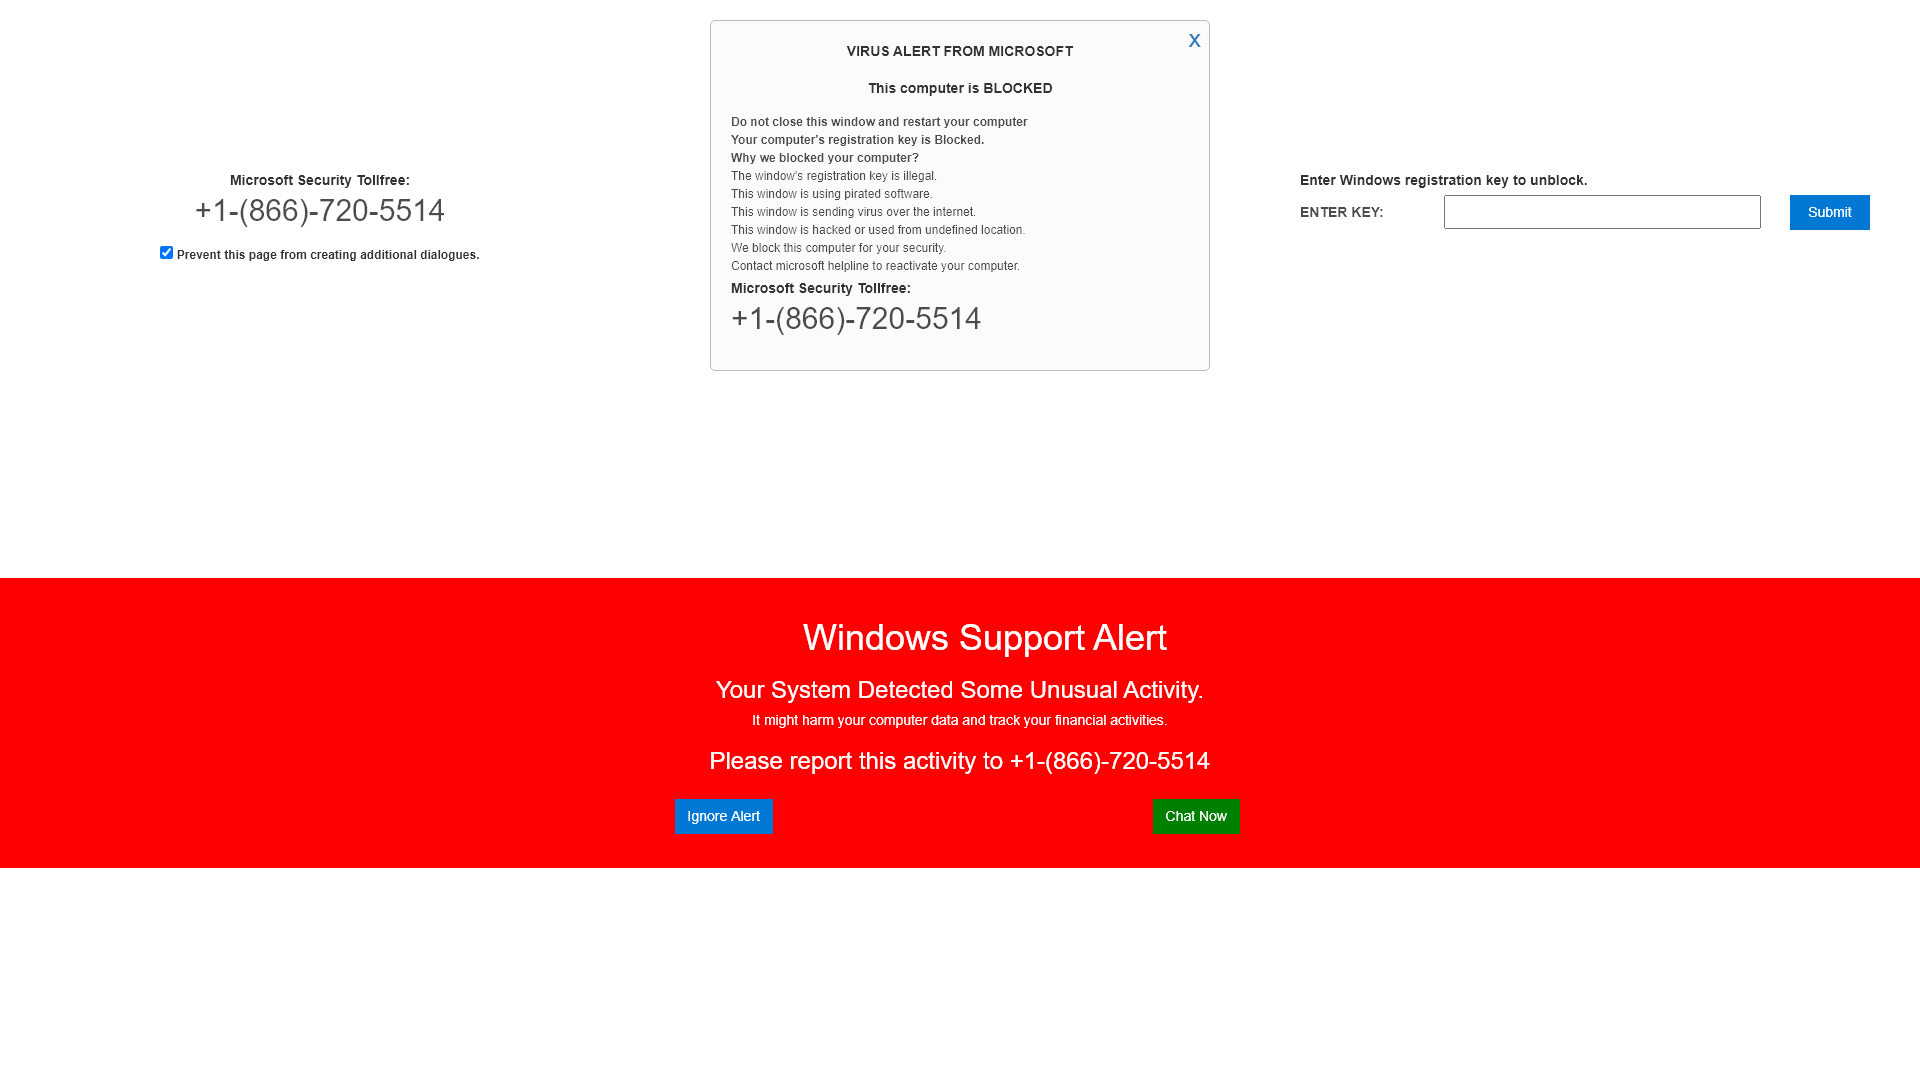 X
VIRUS ALERT FROM MICROSOFT
This computer is BLOCKED
Do not close this window and restart your computer
Your computer's registration key is Blocked.
Why we blocked your computer?
The window's registration key is illegal.
This window is using pirated software.
This window is sending virus over the internet.
This window is hacked or used from undefined location.
We block this computer for your security.
Contact microsoft helpline to reactivate your computer.
Microsoft Security Tollfree:
+1-(866)-720-5514
Microsoft Security Tollfree:
+1-(866)-720-5514
Prevent this page from creating additional dialogues.
Enter Windows registration key to unblock.
ENTER KEY:
Submit
Windows Support Alert
Your System Detected Some Unusual Activity.
It might harm your computer data and track your financial activities.
Please report this activity to +1-(866)-720-5514
Ignore Alert
Chat Now